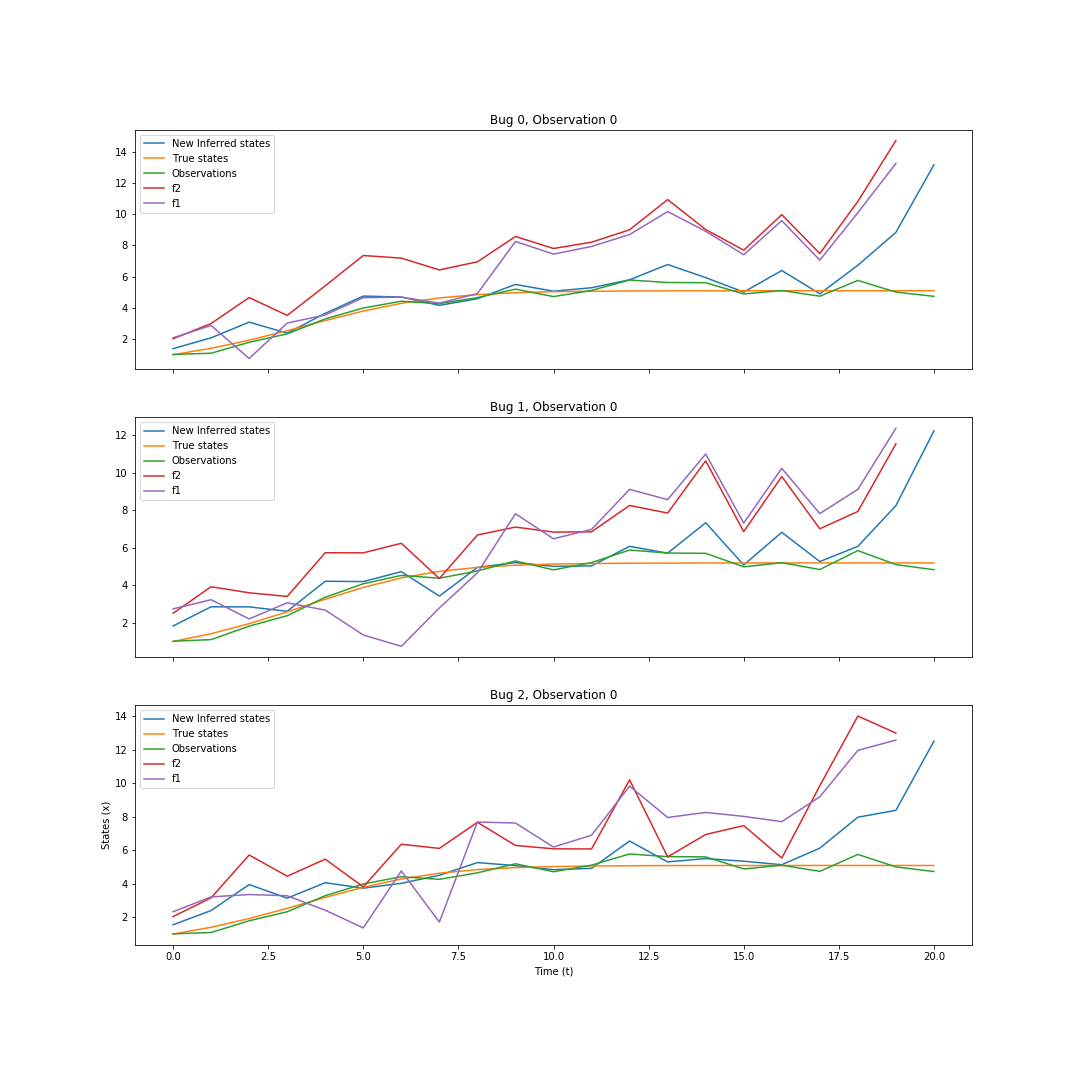 Bug 0, Observation 0
New Inferred states
True states
Observations
f2
f1
14
12
10
8
6
4
2
Bug 1, Observation 0
New Inferred states
True states
Observations
f2
f1
12
10
8
6
4
2
Bug 2, Observation 0
New Inferred states
True states
Observations
f2
f1
14
12
10
8
6
4
2
States (x)
0.0 2.5 5.0 7.5 10.0 12.5 15.0 17.5 20.0
Time (t)